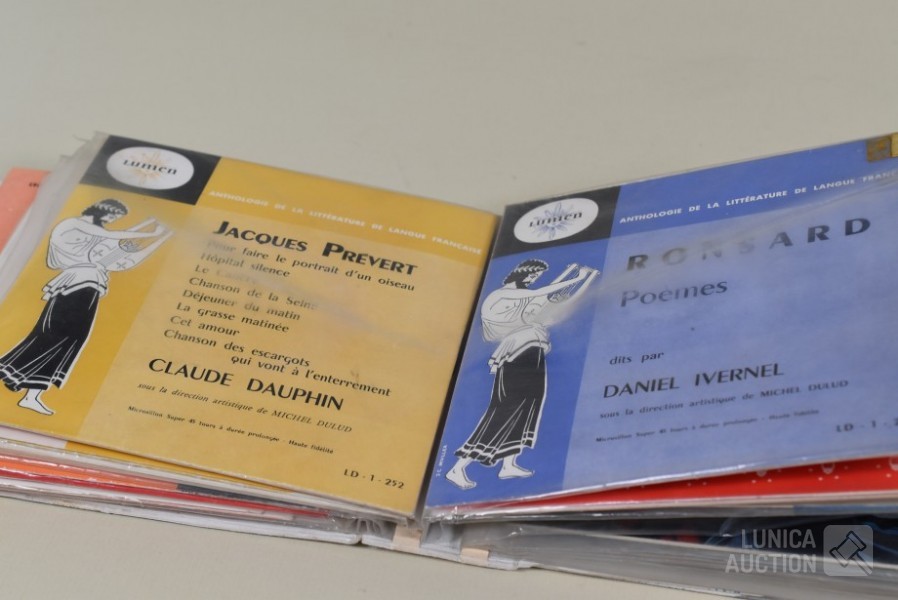 Lumen
ANTHOLOGIE DE LA LITTÉRATURE DE LANGUE FRANÇAISE
JACQUES PREVERT
Pour faire le portrait d'un oiseau
Hôpital silence
Le
Chanson de la Seine
Déjeuner du matin
La grasse matinée
Cet amour
Chanson des escargots
qui vont à l'enterrement
CLAUDE DAUPHIN
sous la direction artistique de MICHEL DULUD
Microsillon Super 45 tours à durée prolongée - Haute Fidélité
LD - 1 - 252
Lumen
ANTHOLOGIE DE LA LITTÉRATURE DE LANGUE FRANÇAISE
RONSARD
Poèmes
dits par
DANIEL IVERNEL
sous la direction artistique de MICHEL DULUD
Microsillon Super 45 tours à durée prolongée - Haute Fidélité
LD - 1 -
LUNICA
AUCTION